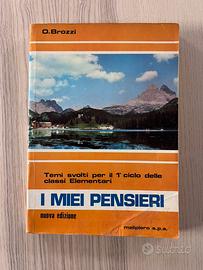 O. Brozzi
Temi svolti per il 1° ciclo delle
classi Elementari
I MIEI PENSIERI
nuova edizione
malipiero s.p.a.
subito